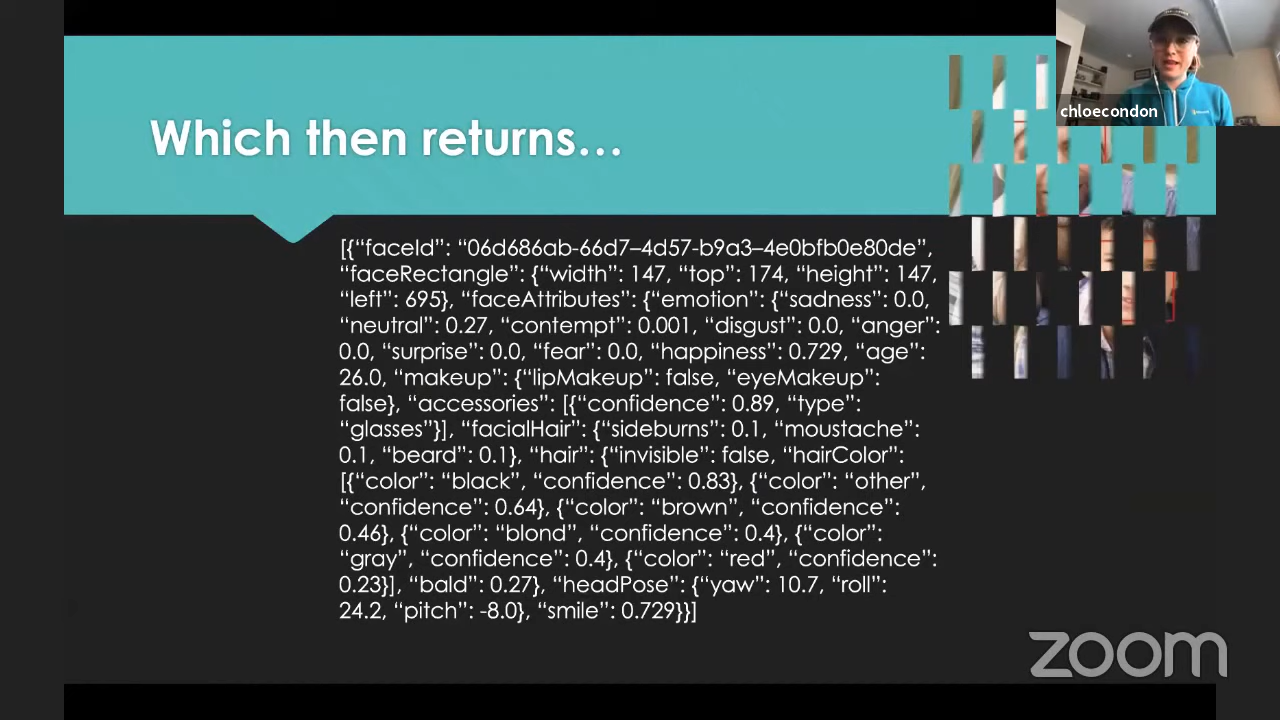 Which then returns...
chloecondon
[{“faceId”: “06d686ab-66d7–4d57-b9a3–4e0bfb0e80de”,
“faceRectangle”: {“width”: 147, “top”: 174, “height”: 147,
“left”: 695}, “faceAttributes”: {“emotion”: {“sadness”: 0.0,
“neutral”: 0.27, “contempt”: 0.001, “disgust”: 0.0, “anger”:
0.0, “surprise”: 0.0, “fear”: 0.0, “happiness”: 0.729, “age”:
26.0, “makeup”: {“lipMakeup”: false, “eyeMakeup”:
false}, “accessories”: [{“confidence”: 0.89, “type”:
“glasses”}], “facialHair”: {“sideburns”: 0.1, “moustache”:
0.1, “beard”: 0.1}, “hair”: {“invisible”: false, “hairColor”:
[{“color”: “black”, “confidence”: 0.83}, {“color”: “other”,
“confidence”: 0.64}, {“color”: “brown”, “confidence”:
0.46}, {“color”: “blond”, “confidence”: 0.4}, {“color”:
“gray”, “confidence”: 0.4}, {“color”: “red”, “confidence”:
0.23}], “bald”: 0.27}, “headPose”: {“yaw”: 10.7, “roll”:
24.2, “pitch”: -8.0}, “smile”: 0.729}}]
zoom